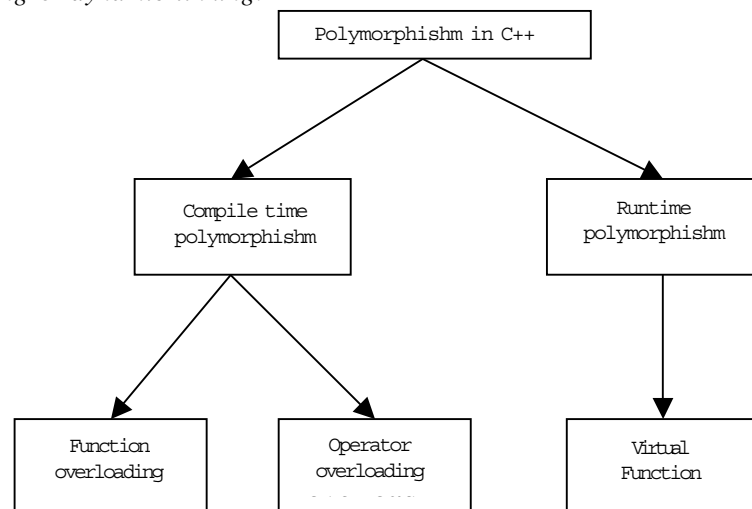 Polymorphishm in C++
Compile time
polymorphishm
Runtime
polymorphishm
Function
overloading
Operator
overloading
Virtual
Function